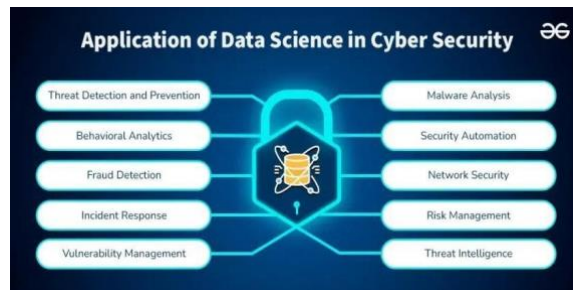 Application of Data Science in Cyber Security
Threat Detection and Prevention
Behavioral Analytics
Fraud Detection
Incident Response
Vulnerability Management
Malware Analysis
Security Automation
Network Security
Risk Management
Threat Intelligence